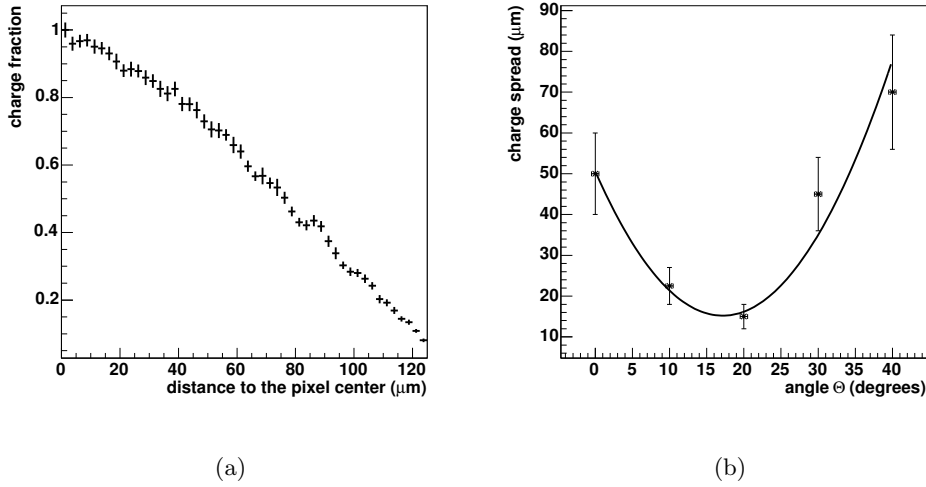 charge fraction
1
0.8
0.6
0.4
0.2
0 20 40 60 80 100 120
distance to the pixel center (μm)
(a)
charge spread (μm)
90
80
70
60
50
40
30
20
10
0 5 10 15 20 25 30 35 40
angle Θ (degrees)
(b)